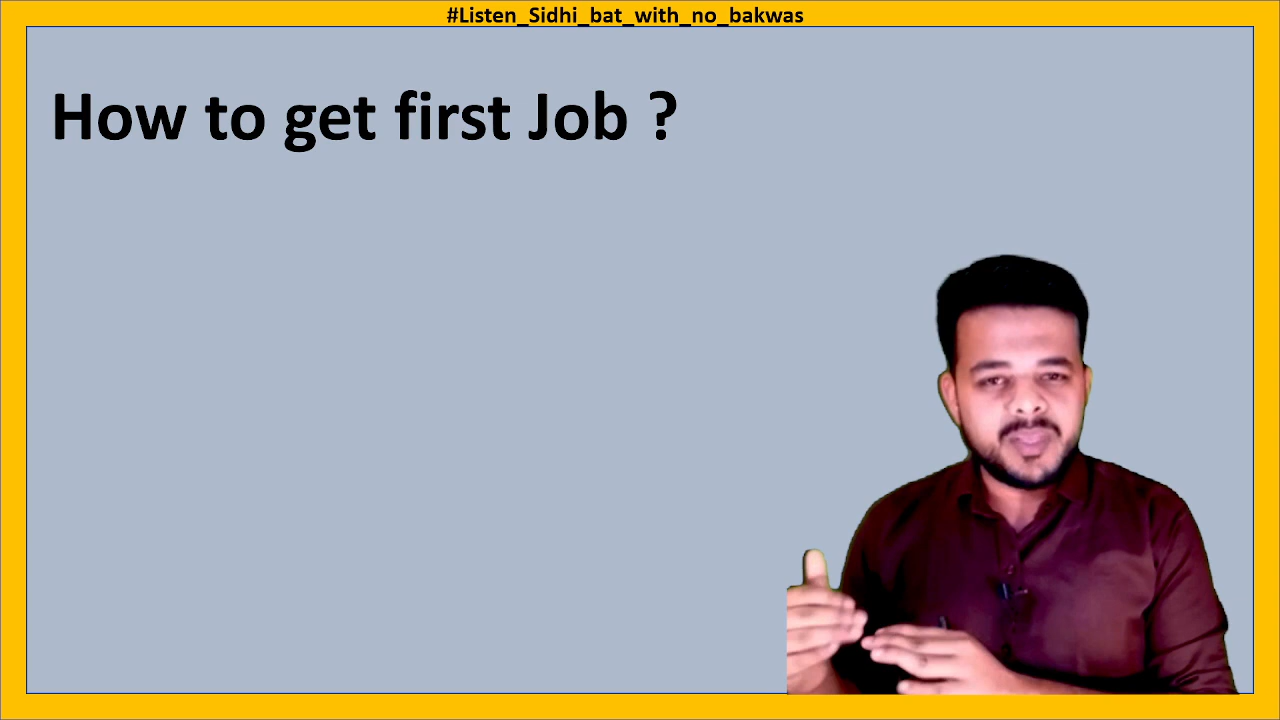 #Listen_Sidhi_bat_with_no_bakwas
How to get first Job ?